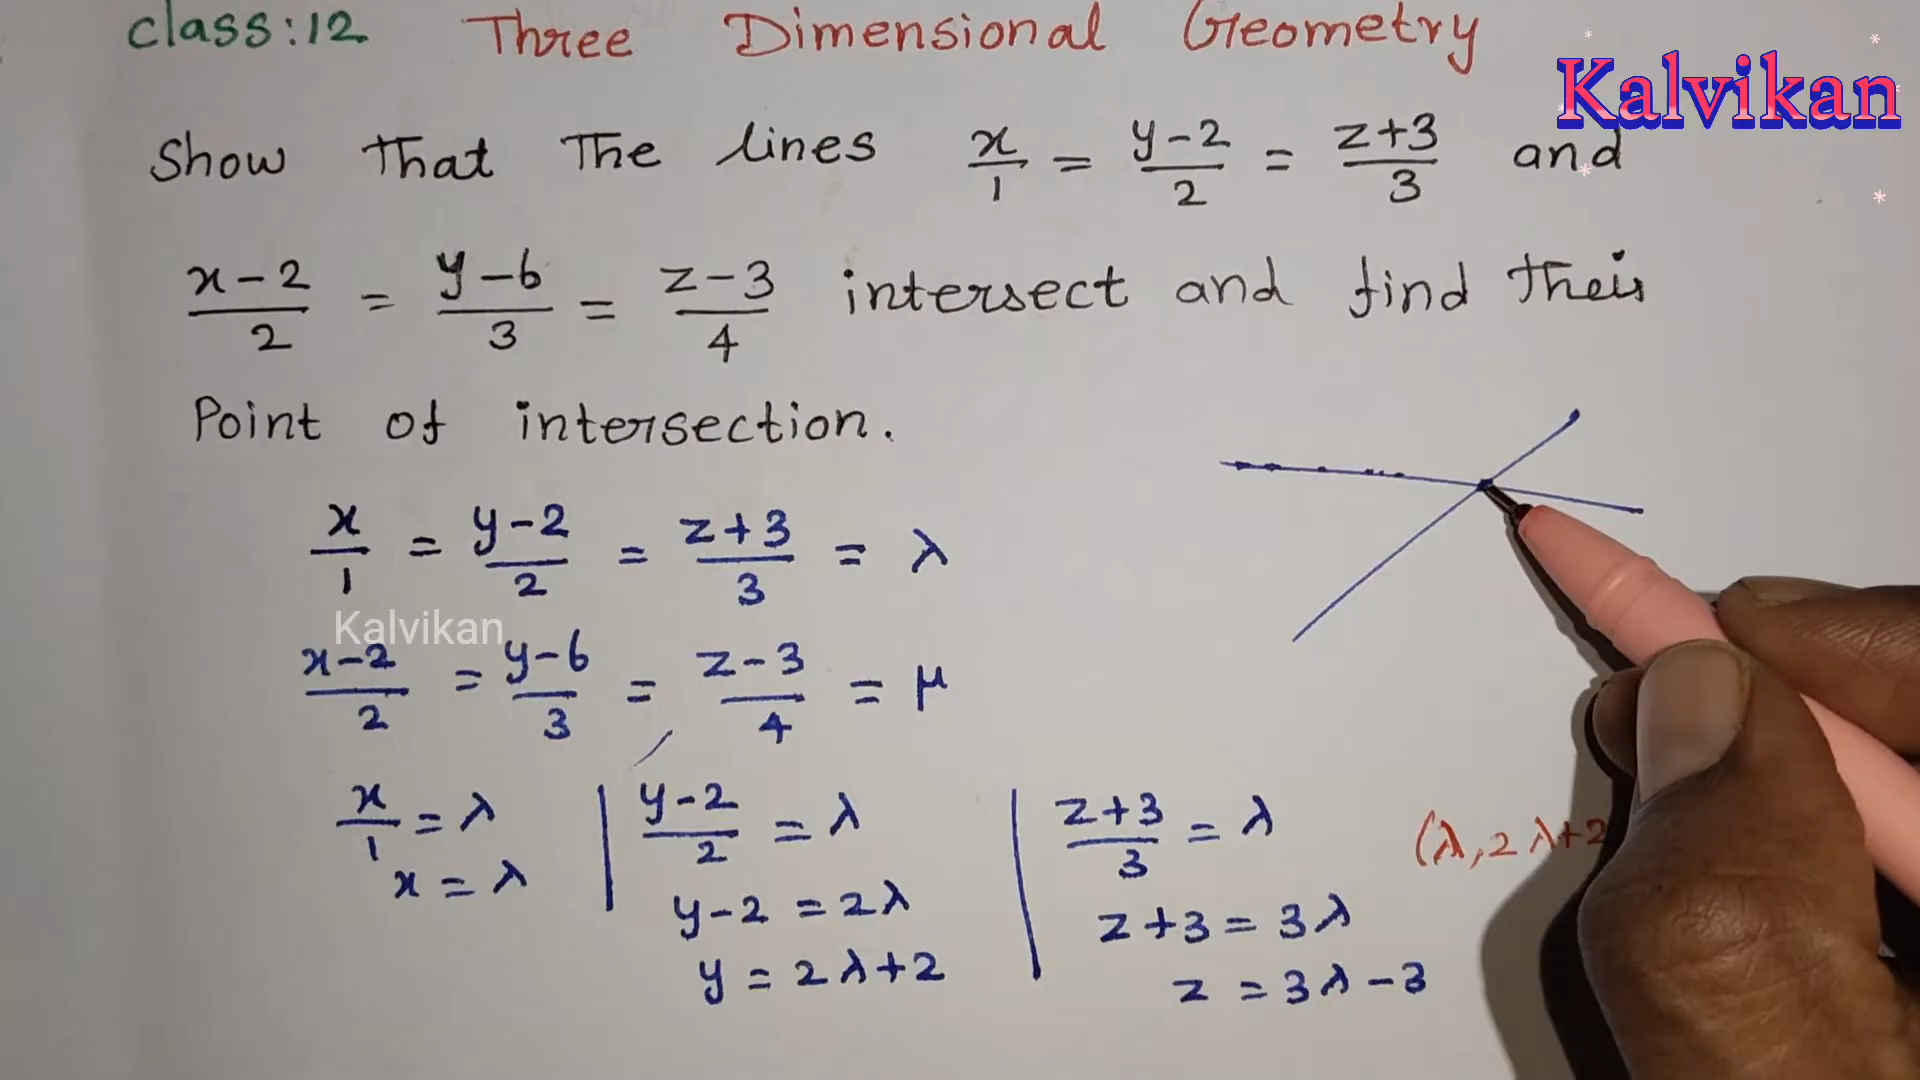 class:12 Three Dimensional Geometry
Kalvikan
Show that the lines x/1 = y-2/2 = z+3/3 and
x-2/2 = y-6/3 = z-3/4 intersect and find their
Point of intersection.
x/1 = y-2/2 = z+3/3 = λ
Kalvikan
x-2/2 = y-6/3 = z-3/4 = μ
x/1 = λ | y-2/2 = λ | z+3/3 = λ (λ, 2λ+2
x = λ | y-2 = 2λ | z+3 = 3λ
y = 2λ+2 | z = 3λ-3